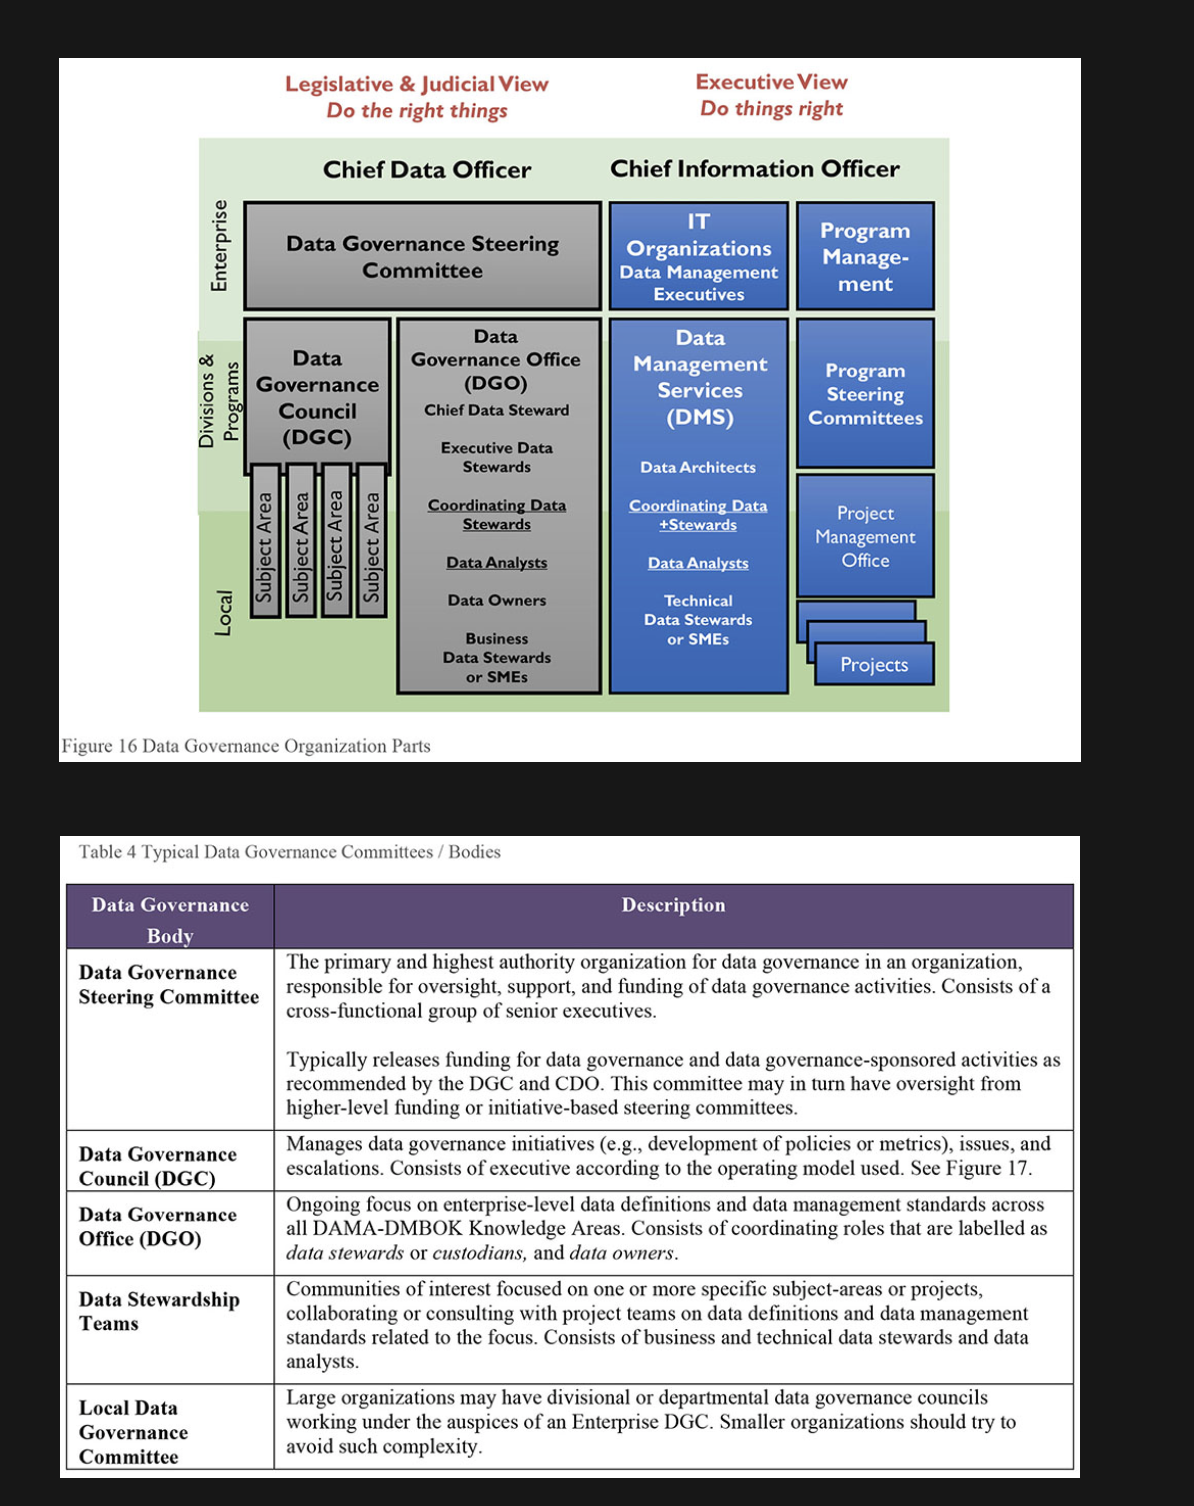 Legislative & Judicial View
Do the right things
Executive View
Do things right
Chief Data Officer
Chief Information Officer
Enterprise
Data Governance Steering
Committee
IT
Organizations
Data Management
Executives
Program
Manage-
ment
Divisions &
Programs
Data
Governance
Council
(DGC)
Subject Area
Subject Area
Subject Area
Subject Area
Data
Governance Office
(DGO)
Chief Data Steward
Executive Data
Stewards
Coordinating Data
Stewards
Data Analysts
Data Owners
Business
Data Stewards
or SMEs
Data
Management
Services
(DMS)
Data Architects
Coordinating Data
+Stewards
Data Analysts
Technical
Data Stewards
or SMEs
Program
Steering
Committees
Project
Management
Office
Projects
Local
Figure 16 Data Governance Organization Parts
Table 4 Typical Data Governance Committees / Bodies
Data Governance
Body
Description
Data Governance
Steering Committee
The primary and highest authority organization for data governance in an organization,
responsible for oversight, support, and funding of data governance activities. Consists of a
cross-functional group of senior executives.
Typically releases funding for data governance and data governance-sponsored activities as
recommended by the DGC and CDO. This committee may in turn have oversight from
higher-level funding or initiative-based steering committees.
Data Governance
Council (DGC)
Manages data governance initiatives (e.g., development of policies or metrics), issues, and
escalations. Consists of executive according to the operating model used. See Figure 17.
Data Governance
Office (DGO)
Ongoing focus on enterprise-level data definitions and data management standards across
all DAMA-DMBOK Knowledge Areas. Consists of coordinating roles that are labelled as
data stewards or custodians, and data owners.
Data Stewardship
Teams
Communities of interest focused on one or more specific subject-areas or projects,
collaborating or consulting with project teams on data definitions and data management
standards related to the focus. Consists of business and technical data stewards and data
analysts.
Local Data
Governance
Committee
Large organizations may have divisional or departmental data governance councils
working under the auspices of an Enterprise DGC. Smaller organizations should try to
avoid such complexity.